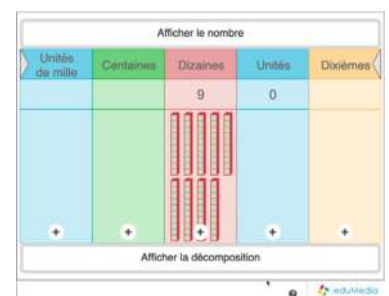 Afficher le nombre
Unités de mille
Centaines
Dizaines
Unités
Dixièmes
9
0
+
+
+
+
+
Afficher la décomposition
eduMedia